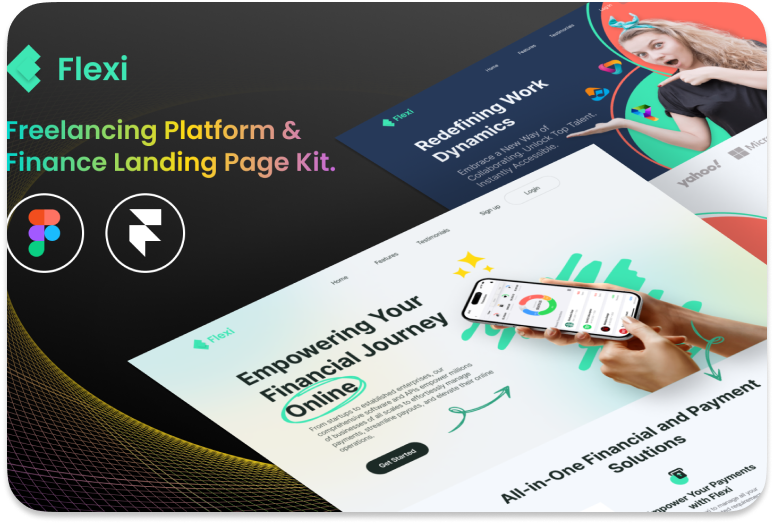 Flexi
Freelancing Platform &
Finance Landing Page Kit.
Flexi
Home
Features
Testimonials
Log in
Redefining Work
Dynamics
Embrace a New Way of
Collaborating. Unlock Top Talent.
Instantly Accessible.
yahoo!
Micro
Flexi
Home
Features
Testimonials
Sign up
Login
Empowering Your
Financial Journey
Online
From startups to established enterprises, our
comprehensive software and APIs empower millions
of businesses of all scales to effortlessly manage
payments, streamline payouts, and elevate their online
operations.
Get Started
All-in-One Financial and Payment
Solutions
mpower Your Payments
with Flexi